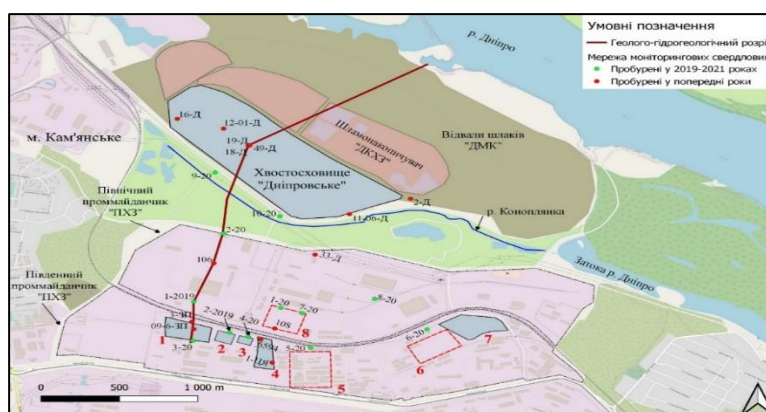 Умовні позначення
Геолого-гідрогеологічний розрі
Мережа моніторингових свердловин
Пробурені у 2019-2021 роках
Пробурені у попередні роки
р. Дніпро
16-Д
12-01-Д
19-Д
18-Д
49-Д
м. Кам'янське
Шламонакопичувач
"ДКХЗ"
Відвали шлаків
"ДМК"
9-20
Хвостосховище
"Дніпровське"
2-Д
Північний
проммайданчик
"ПХЗ"
10-20
11-06-Д
р. Коноплянка
2-20
33-Д
Затока р. Дніпро
106
Південний
проммайданчик
"ПХЗ"
1-2019
2-2019
4-20
1-20
7-20
8-20
09-6-ЗП
108
8
6-20
1
2
3
3-20
4
5-20
5
6
7
0
500
1 000 m